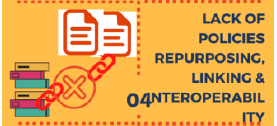 LACK OF
POLICIES
REPURPOSING,
LINKING &
04NTEROPERABIL
ITY